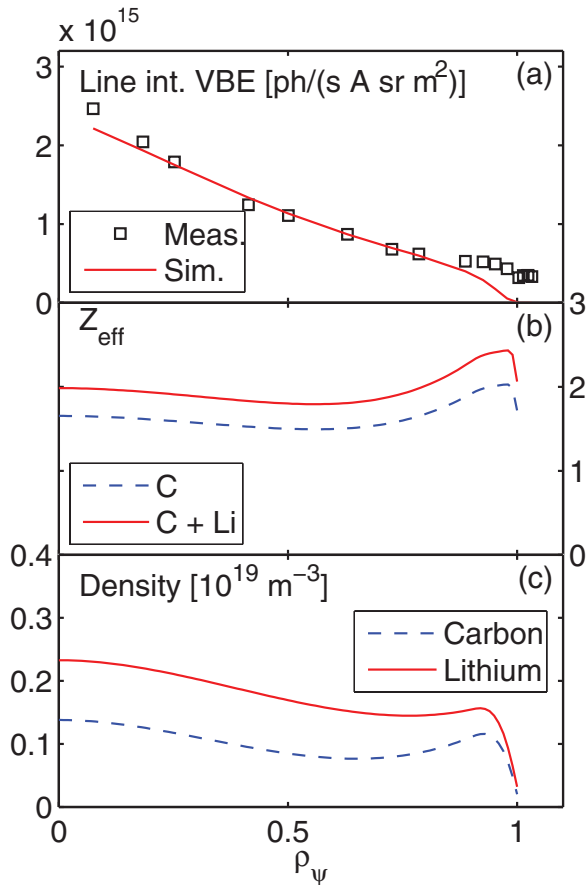 x 10^15
3
Line int. VBE [ph/(s A sr m^2)]
(a)
2
1
Meas.
Sim.
0
3
Z_eff
(b)
2
1
C
C + Li
0
0.4
Density [10^19 m^−3]
(c)
0.3
Carbon
Lithium
0.2
0.1
0
0 0.5 1
ρ_ψ